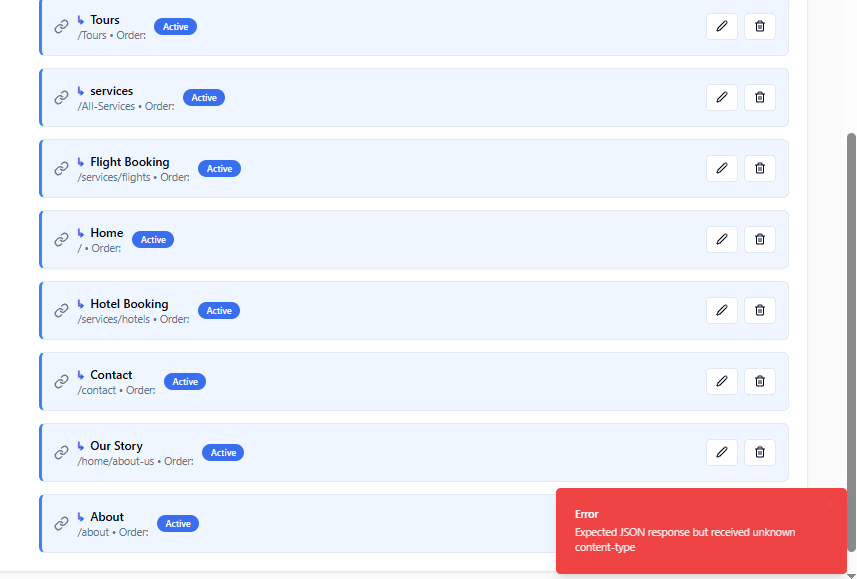 ↳ Tours
/Tours • Order: Active
↳ services
/All-Services • Order: Active
↳ Flight Booking
/services/flights • Order: Active
↳ Home
/ • Order: Active
↳ Hotel Booking
/services/hotels • Order: Active
↳ Contact
/contact • Order: Active
↳ Our Story
/home/about-us • Order: Active
↳ About
/about • Order: Active
Error
Expected JSON response but received unknown
content-type